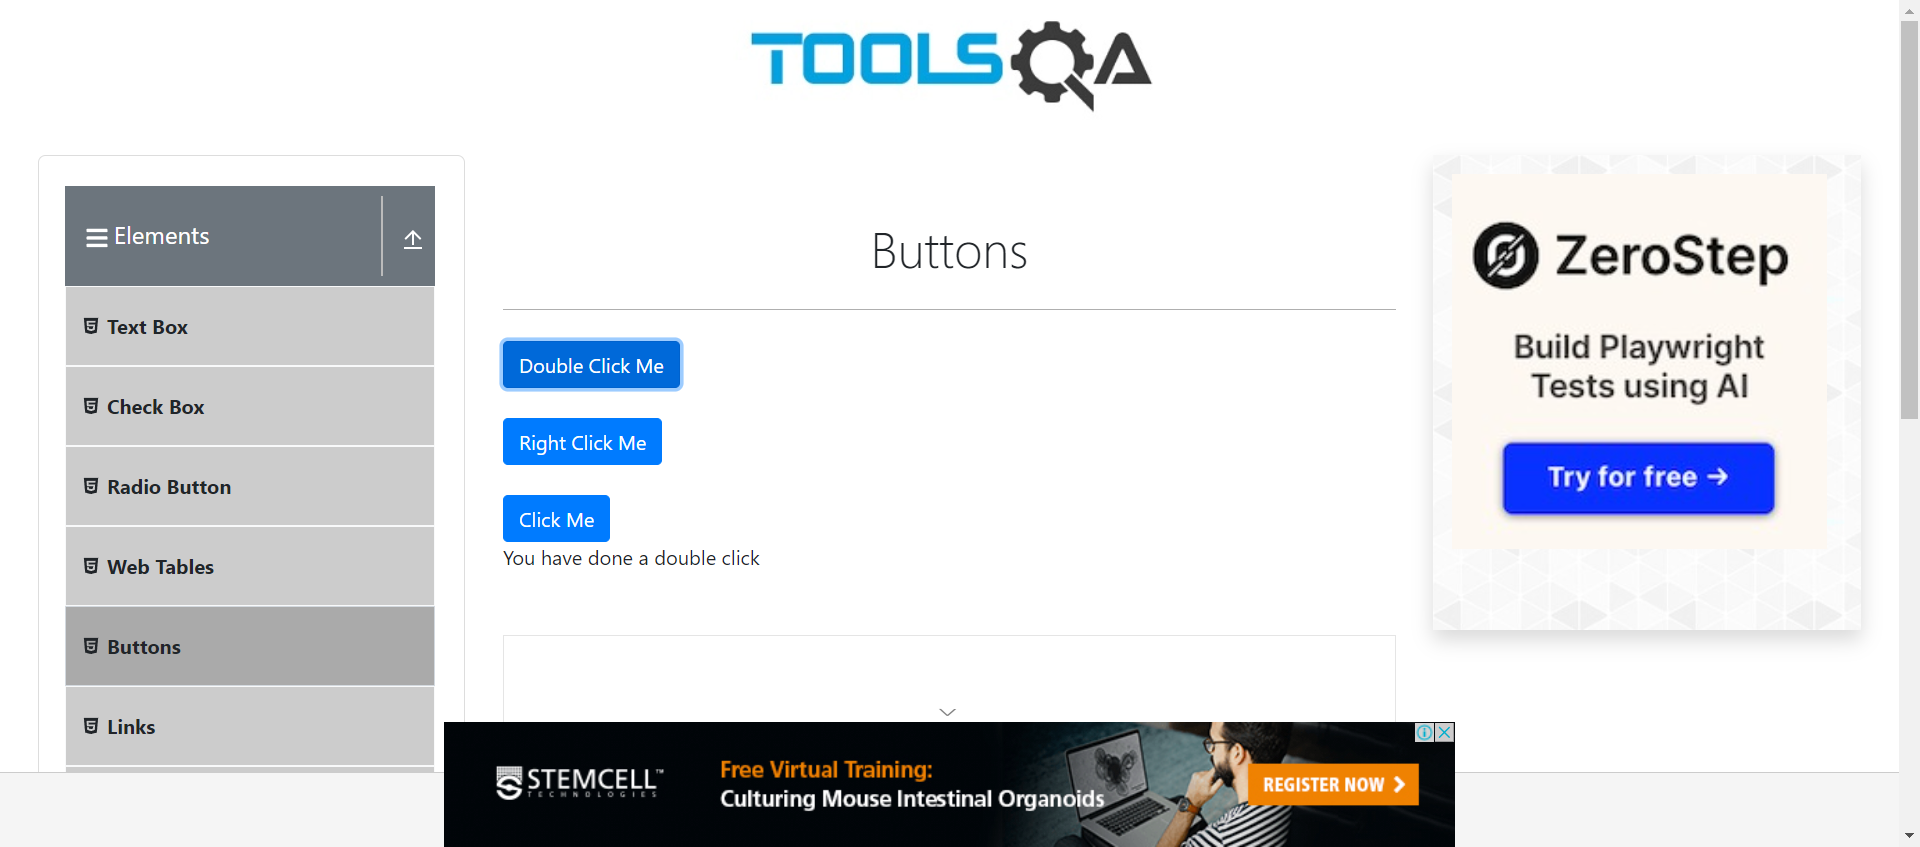 TOOLSQA
Elements
Text Box
Check Box
Radio Button
Web Tables
Buttons
Links
Buttons
Double Click Me
Right Click Me
Click Me
You have done a double click
ZeroStep
Build Playwright
Tests using AI
Try for free →
STEMCELL™
TECHNOLOGIES
Free Virtual Training:
Culturing Mouse Intestinal Organoids
REGISTER NOW